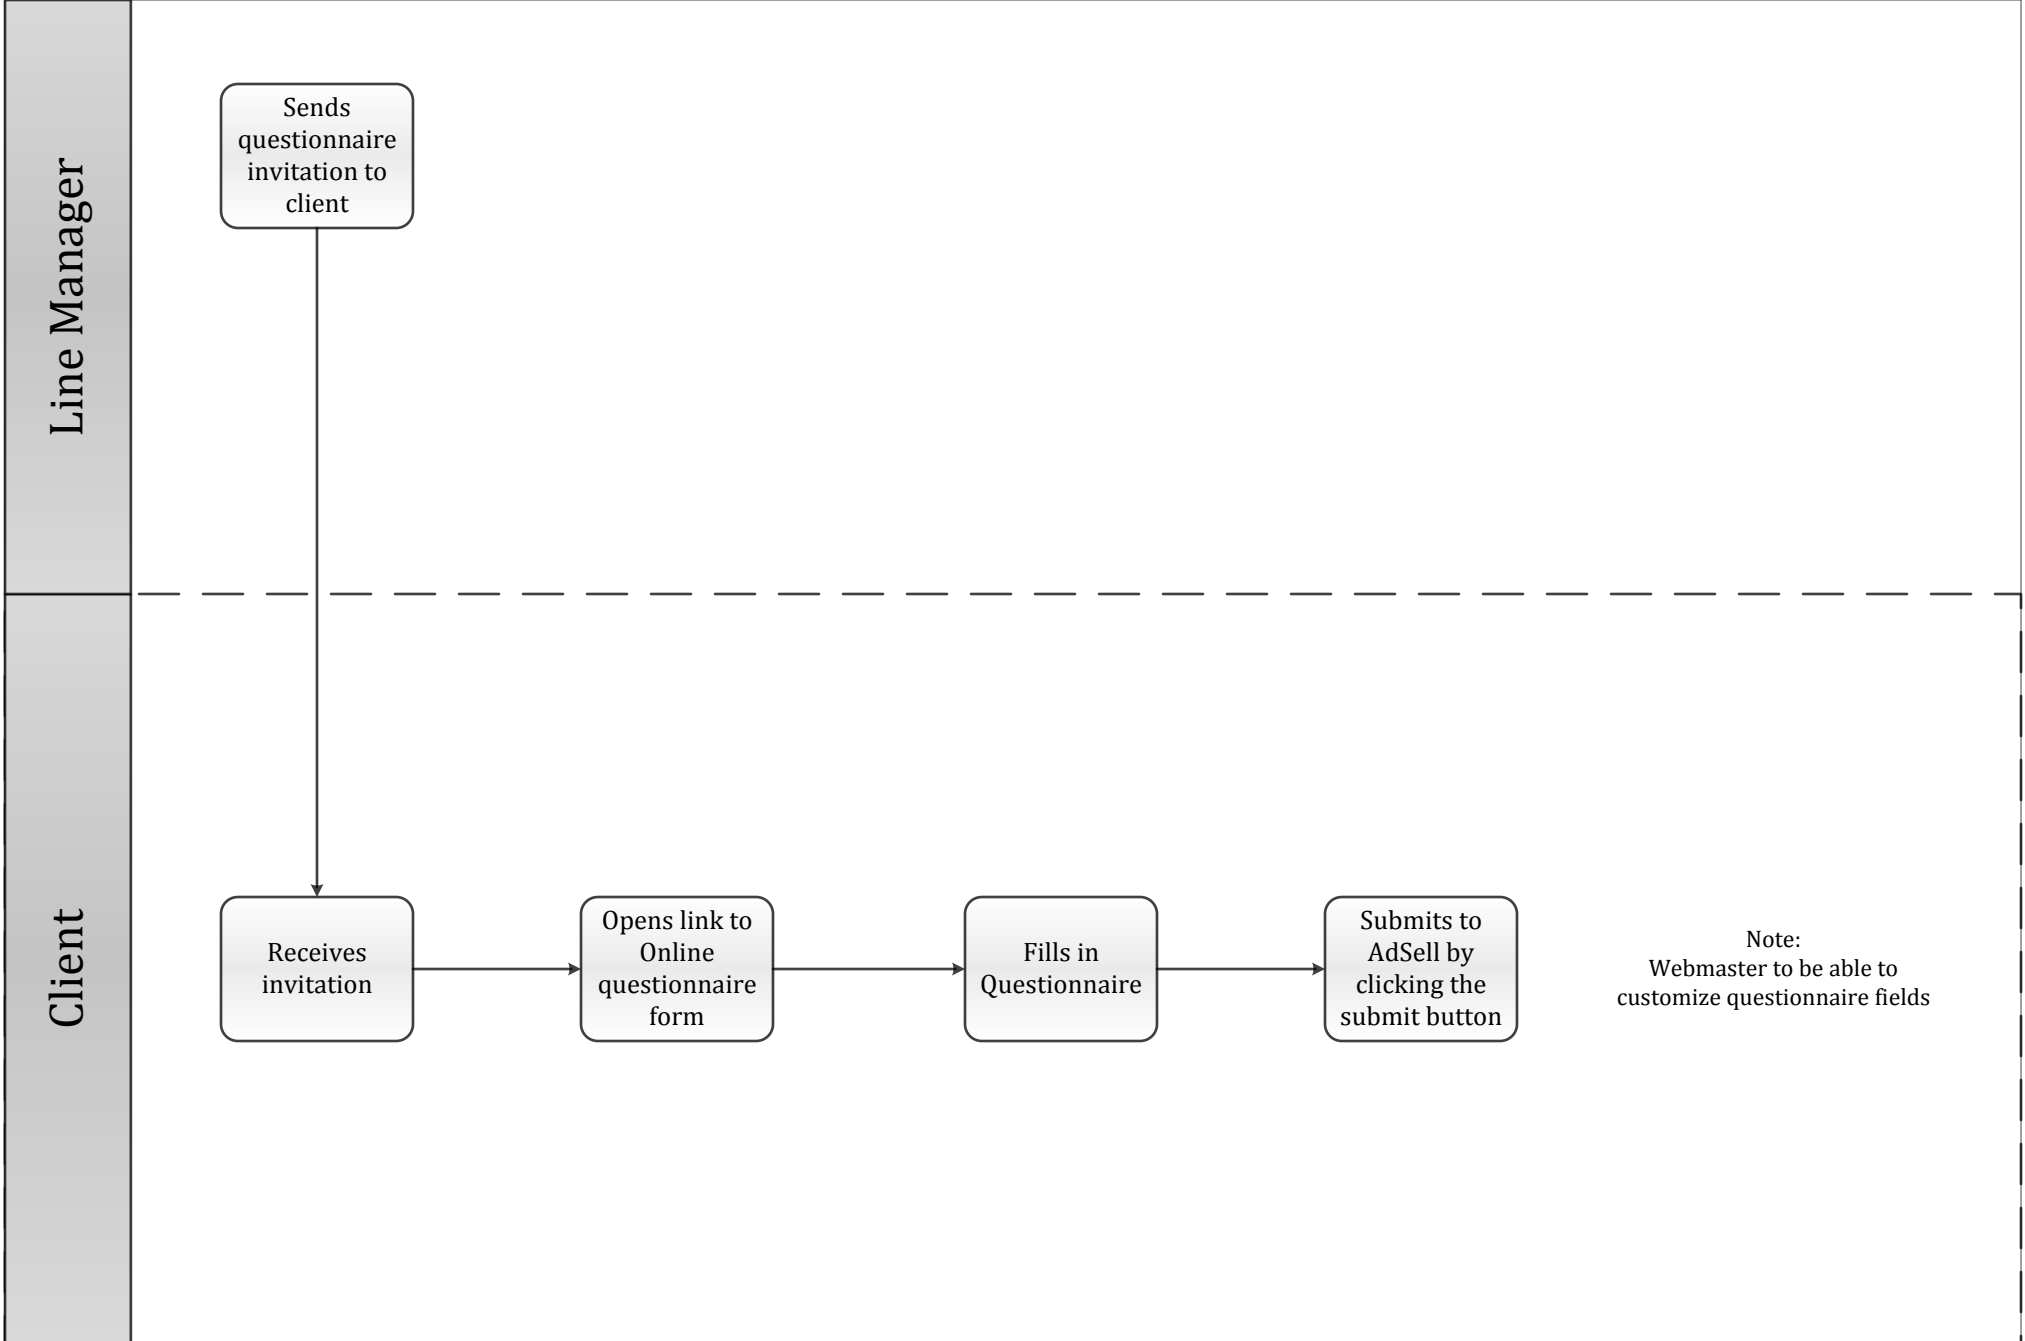 Line Manager
Sends
questionnaire
invitation to
client
Client
Receives
invitation
Opens link to
Online
questionnaire
form
Fills in
Questionnaire
Submits to
AdSell by
clicking the
submit button
Note:
Webmaster to be able to
customize questionnaire fields